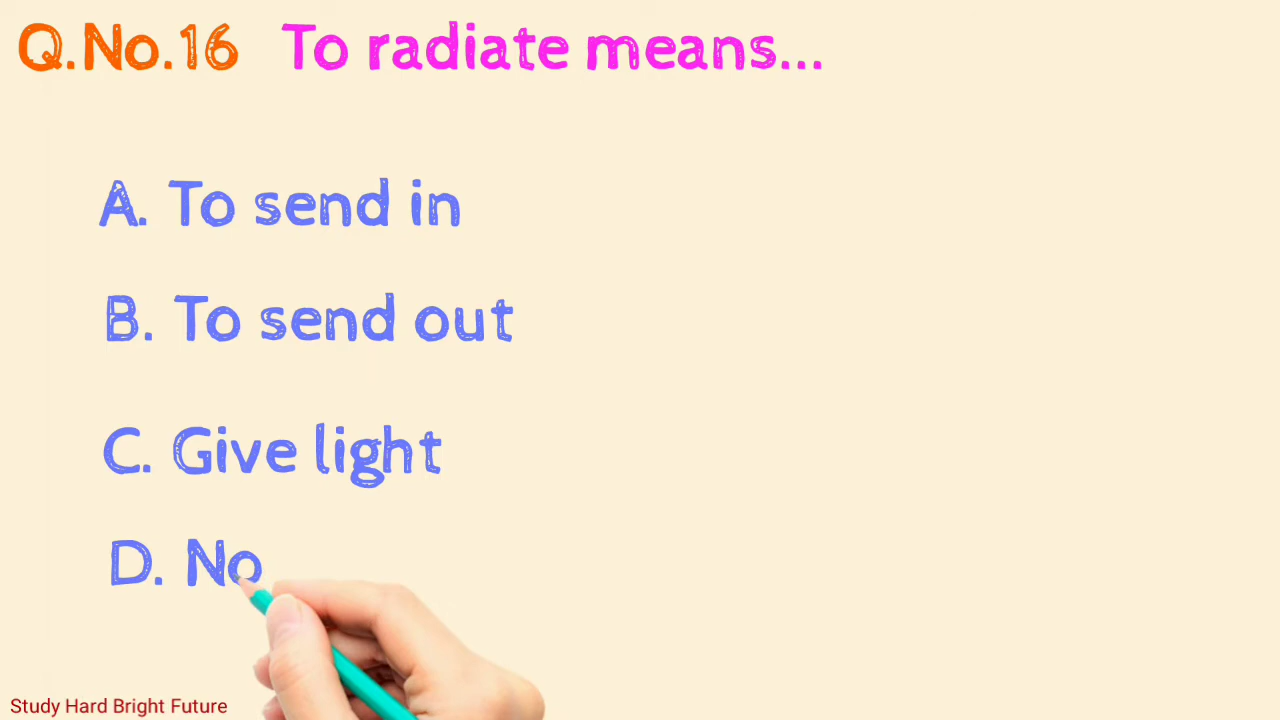 Q.No.16 To radiate means...
A. To send in
B. To send out
C. Give light
D. No
Study Hard Bright Future